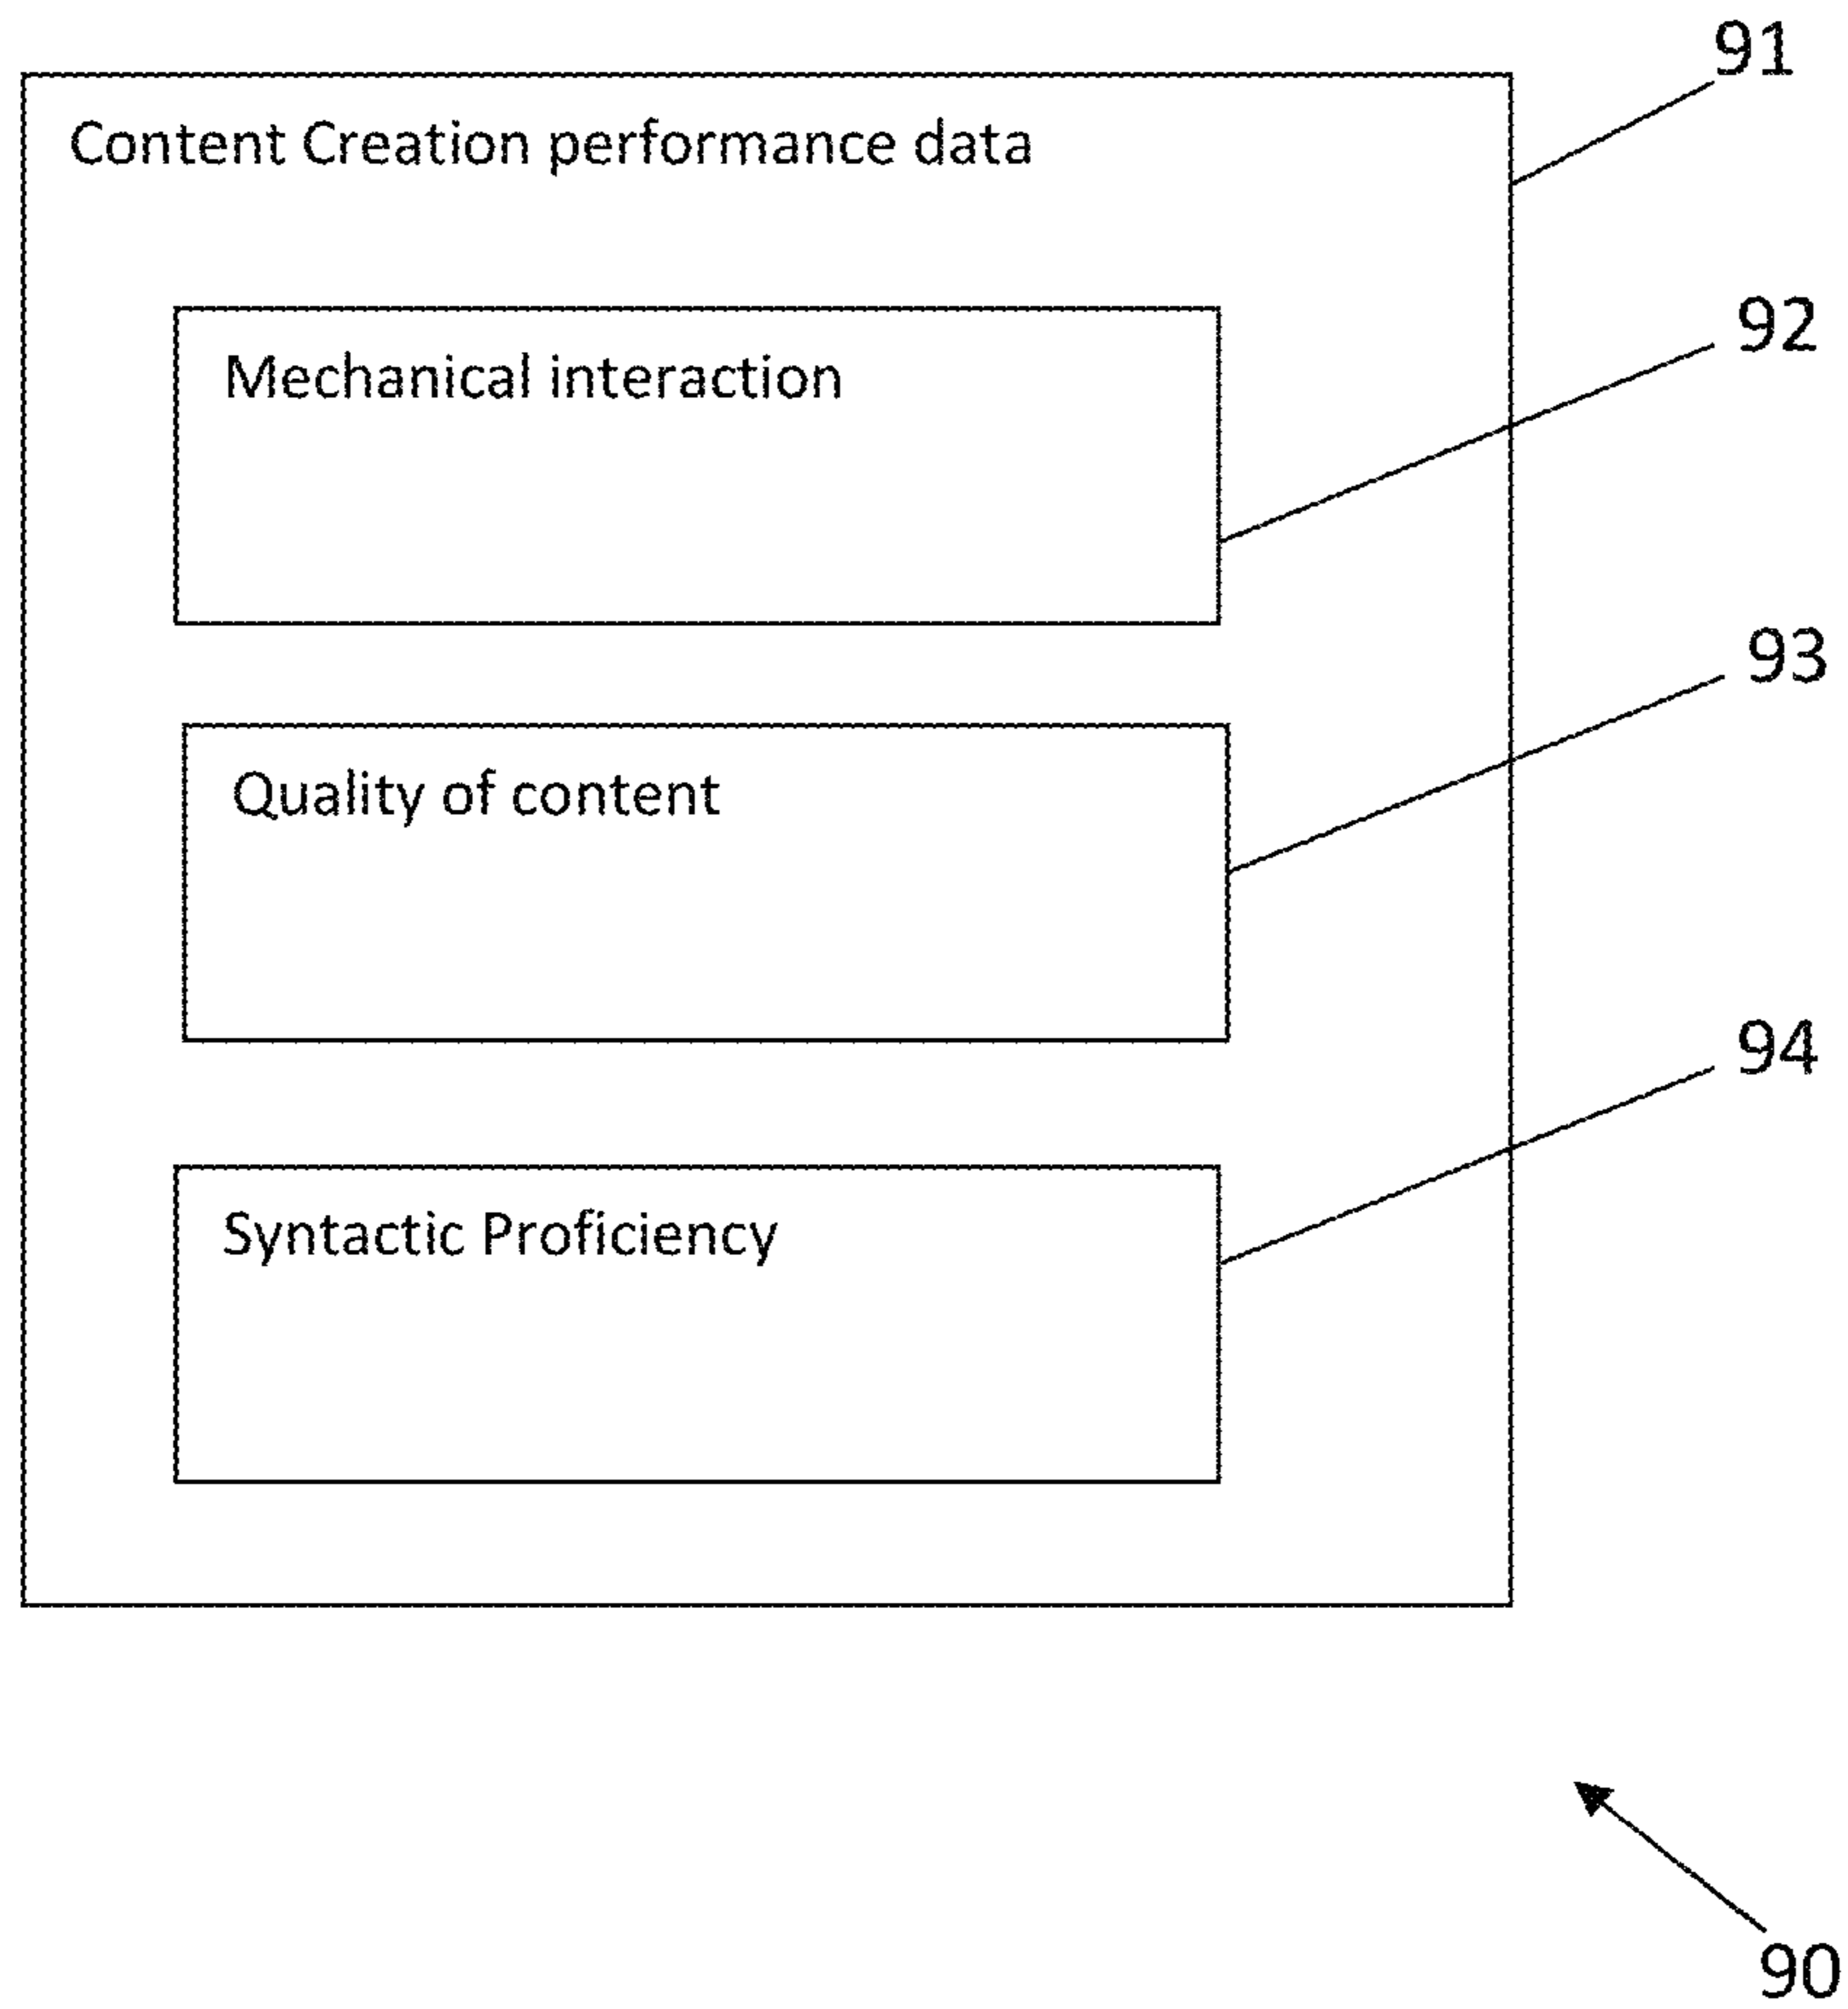 91
Content Creation performance data
92
Mechanical interaction
93
Quality of content
94
Syntactic Proficiency
90